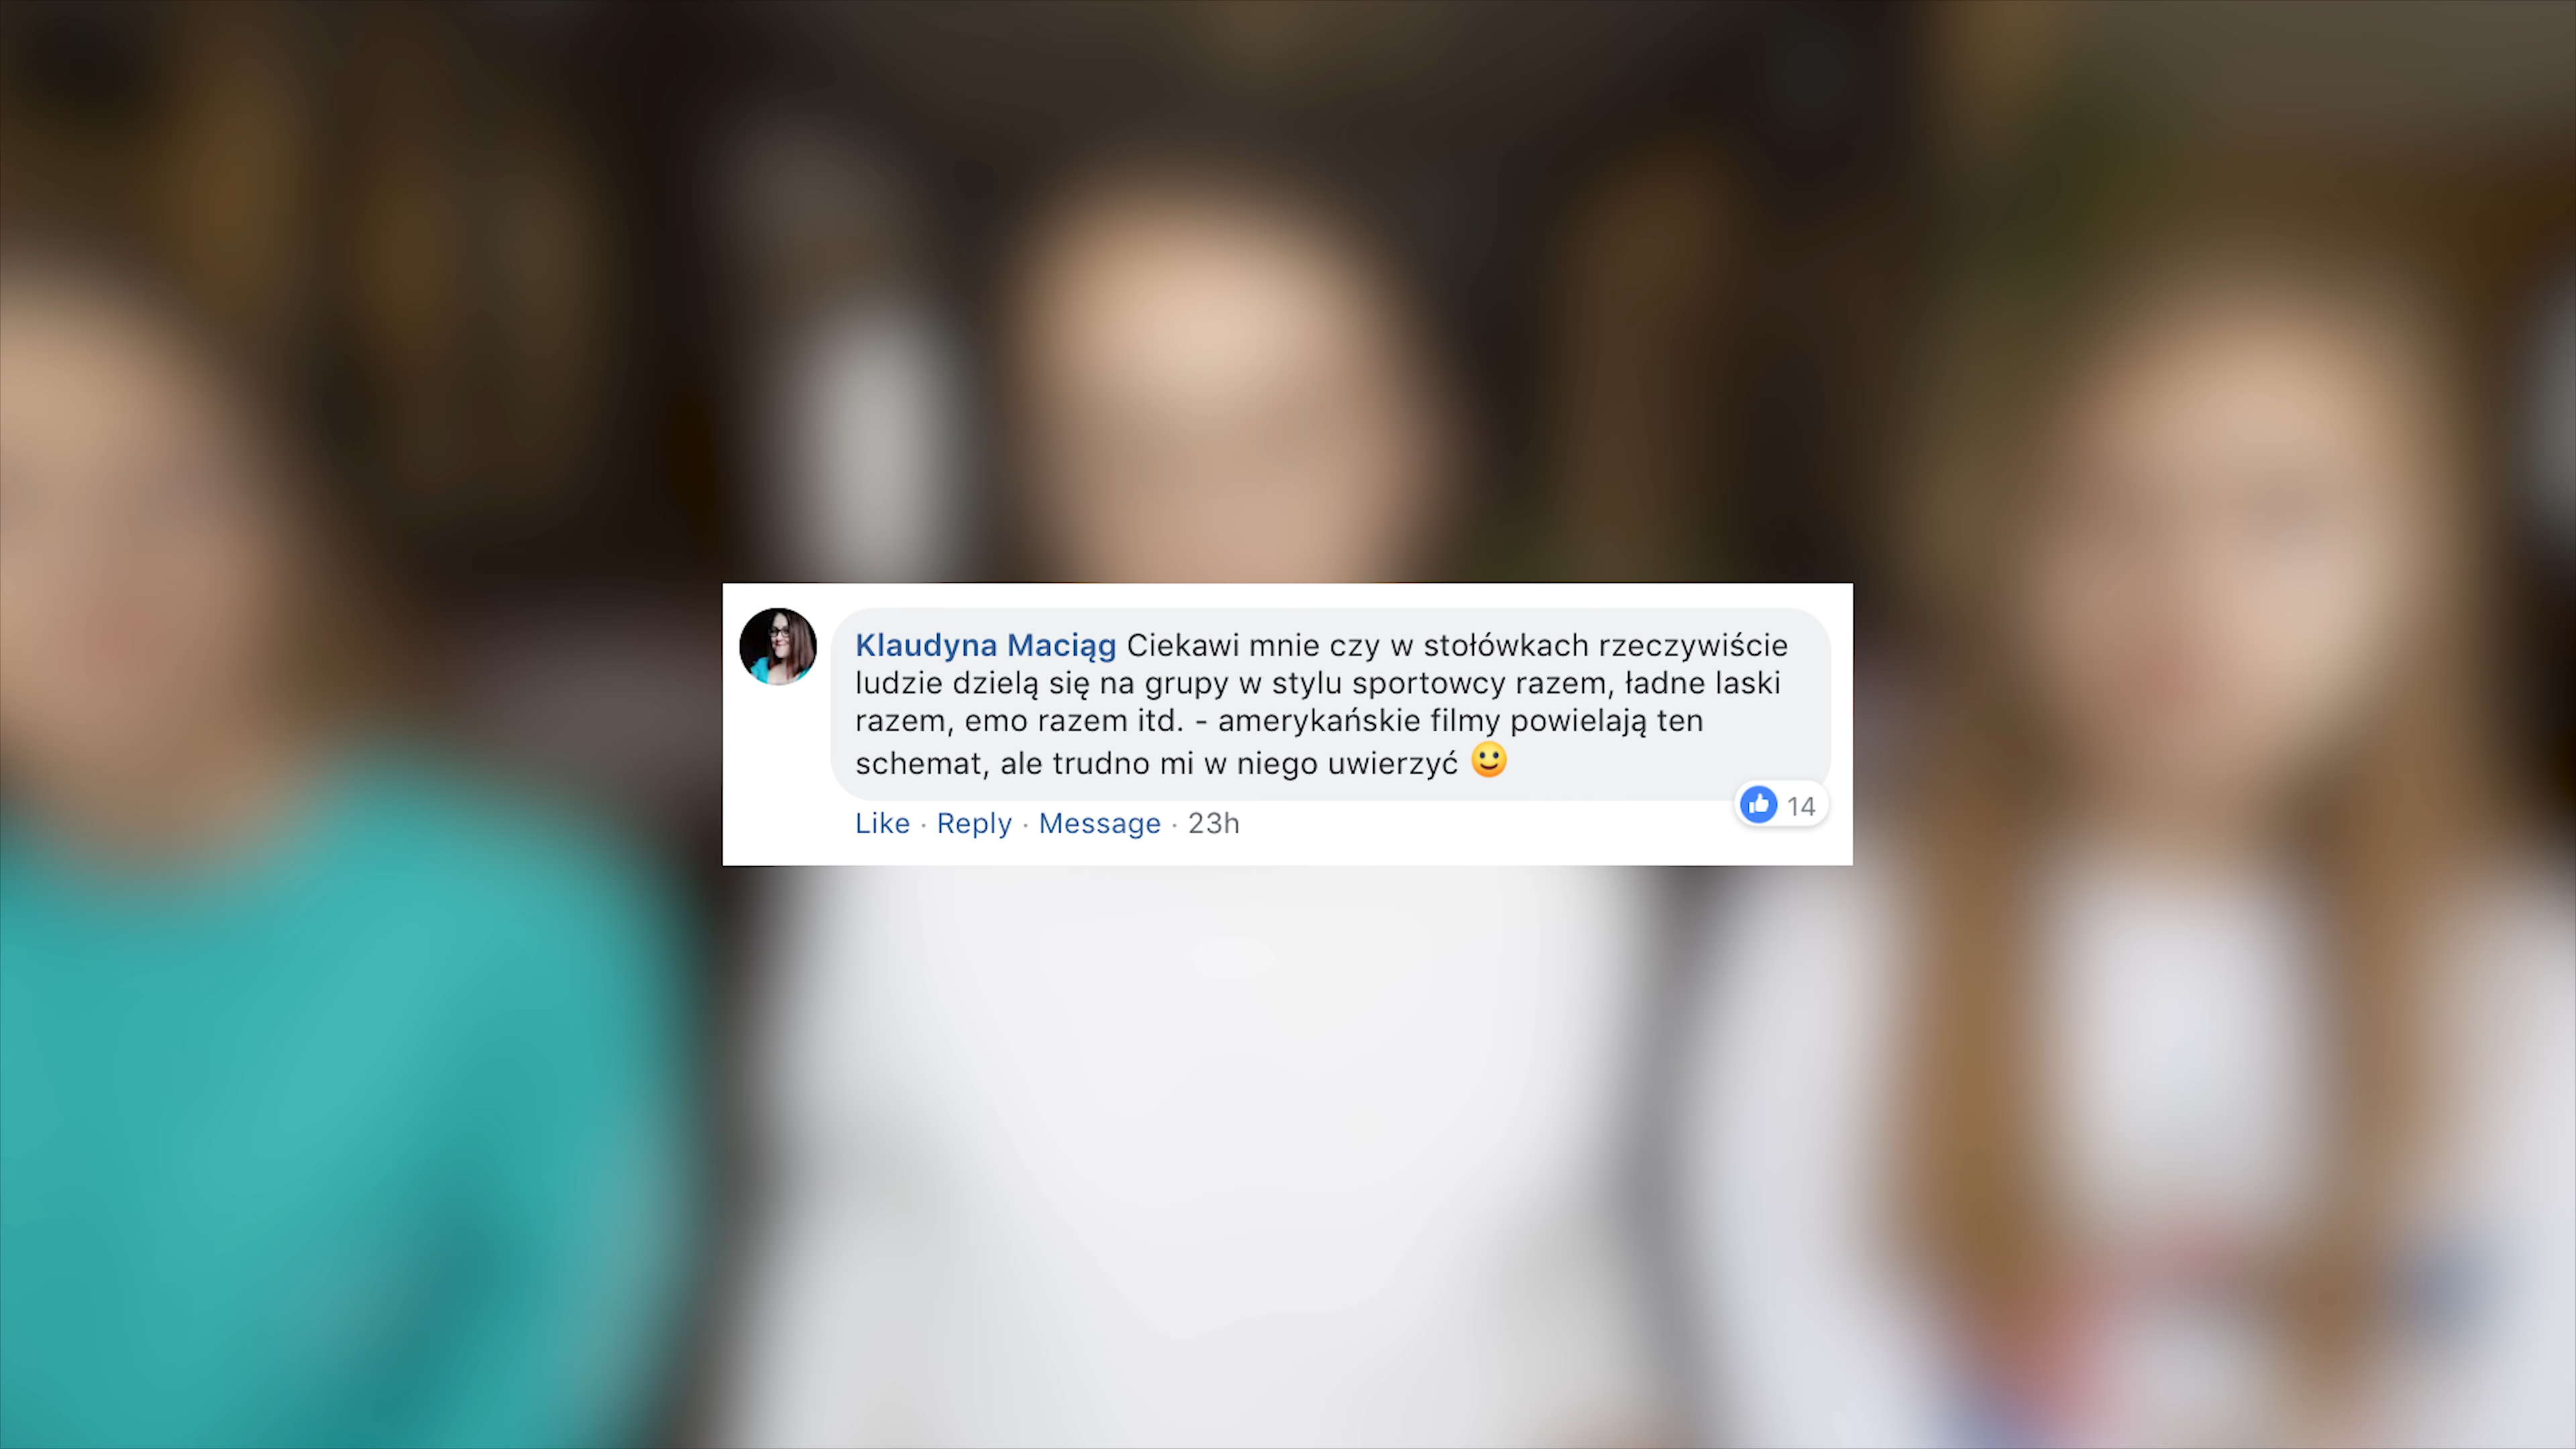 Klaudyna Maciąg Ciekawi mnie czy w stołówkach rzeczywiście
ludzie dzielą się na grupy w stylu sportowcy razem, ładne laski
razem, emo razem itd. - amerykańskie filmy powielają ten
schemat, ale trudno mi w niego uwierzyć 🙂
14
Like · Reply · Message · 23h